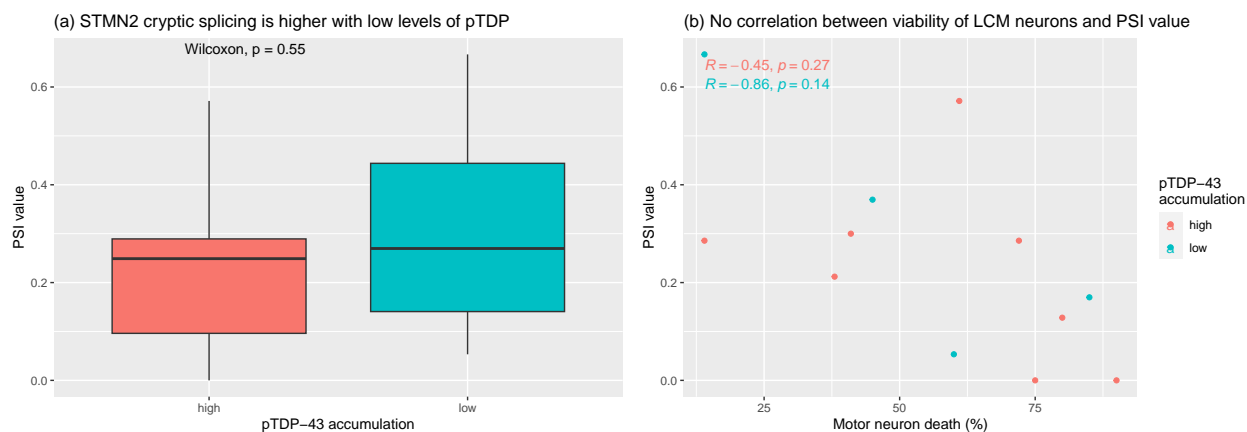 (a) STMN2 cryptic splicing is higher with low levels of pTDP
Wilcoxon, p = 0.55
0.6
0.4
0.2
0.0
PSI value
high
low
pTDP−43 accumulation
(b) No correlation between viability of LCM neurons and PSI value
R = −0.45, p = 0.27
R = −0.86, p = 0.14
0.6
0.4
0.2
0.0
PSI value
25
50
75
Motor neuron death (%)
pTDP−43
accumulation
a high
a low